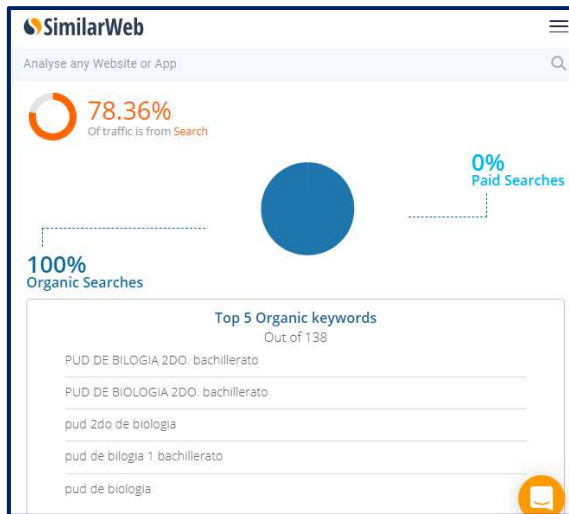 SimilarWeb
Analyse any Website or App
78.36%
Of traffic is from Search
0%
Paid Searches
100%
Organic Searches
Top 5 Organic keywords
Out of 138
PUD DE BILOGIA 2DO. bachillerato
PUD DE BIOLOGIA 2DO. bachillerato
pud 2do de biologia
pud de bilogia 1 bachillerato
pud de biologia